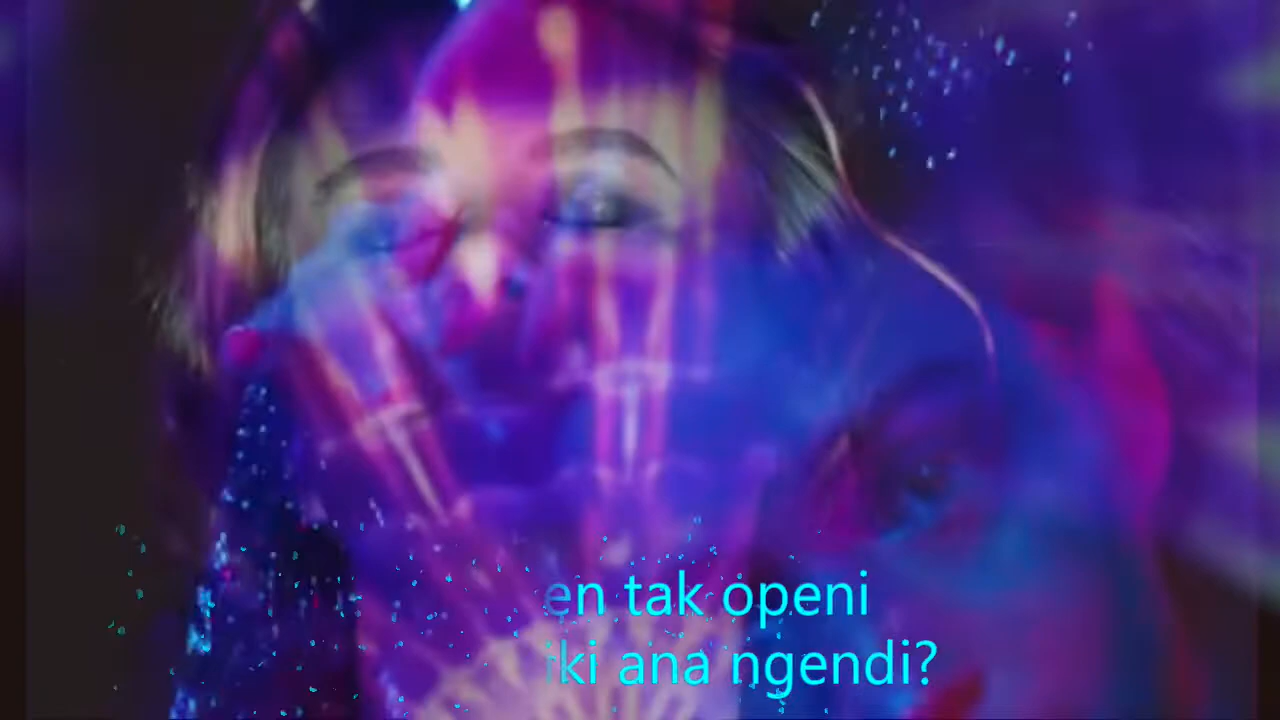 en tak openi
iki ana ngendi?